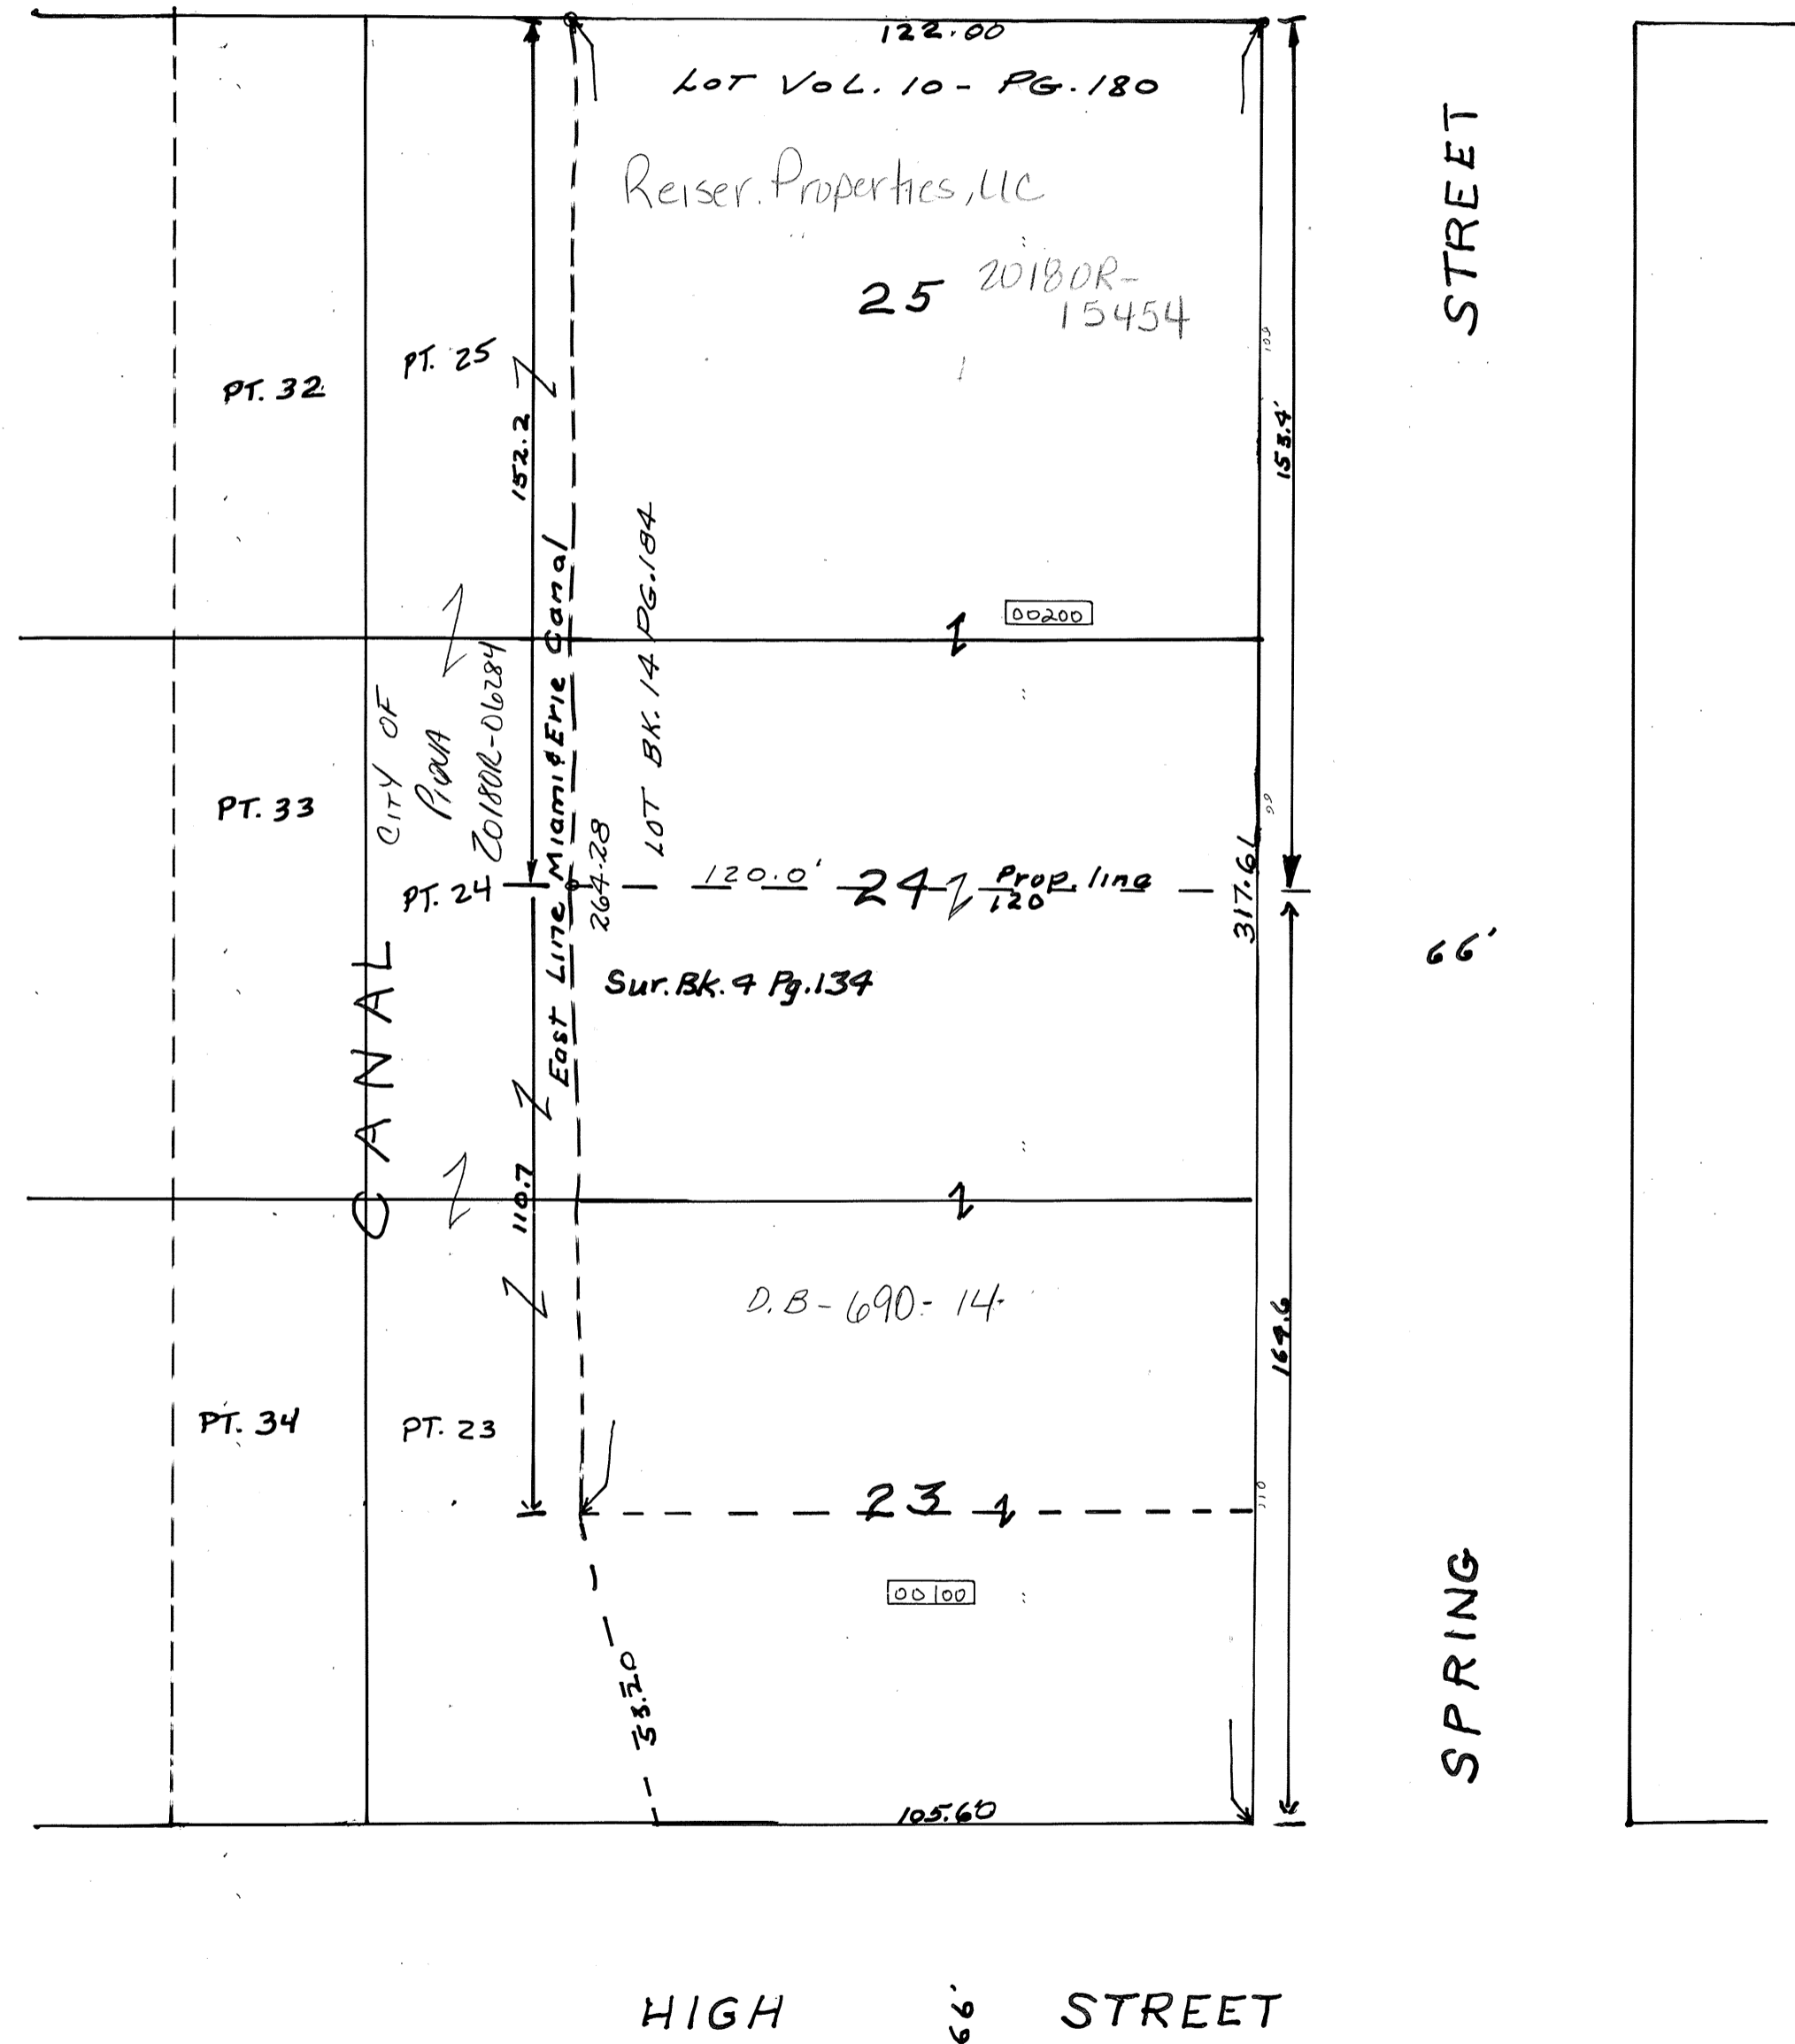 122.00
LOT VOL. 10 - PG. 180
Reiser Properties, LLC
25
2018OR-
15454
STREET
PT. 25
PT. 32
152.2
153.4'
LOT BK. 14 PG. 184
00200
East Line Miami & Erie Canal
CITY OF
PIQUA
2018OR-06284
PT. 33
PT. 24
264.28
120.0'
24
Prop. line
120
317.61
99
66'
Sur. Bk. 4 Pg. 134
CANAL
110.7
D.B - 690 - 14
164.6
PT. 34
PT. 23
23
110
00100
53.20
SPRING
105.60
HIGH 66' STREET